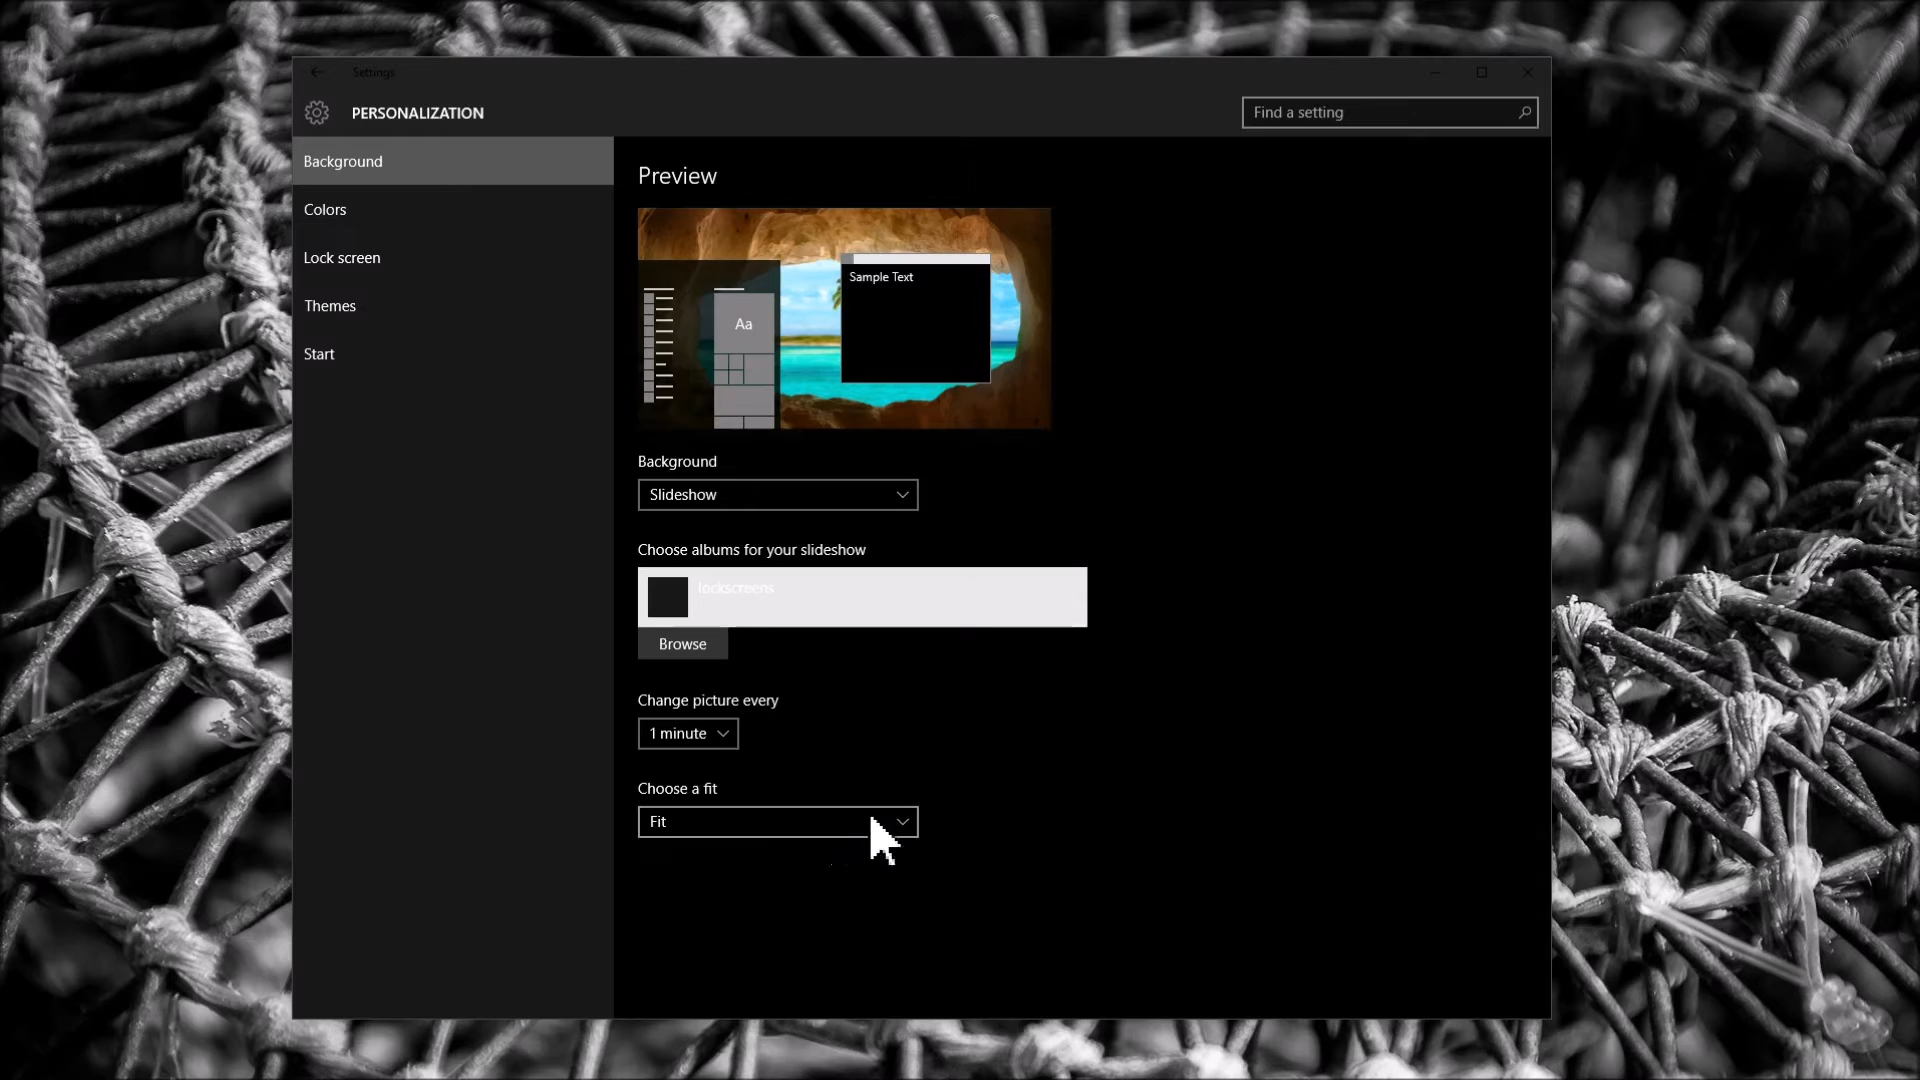 Settings
PERSONALIZATION
Find a setting
Background
Colors
Lock screen
Themes
Start
Preview
Sample Text
Aa
Background
Slideshow
Choose albums for your slideshow
lockscreens
Browse
Change picture every
1 minute
Choose a fit
Fit